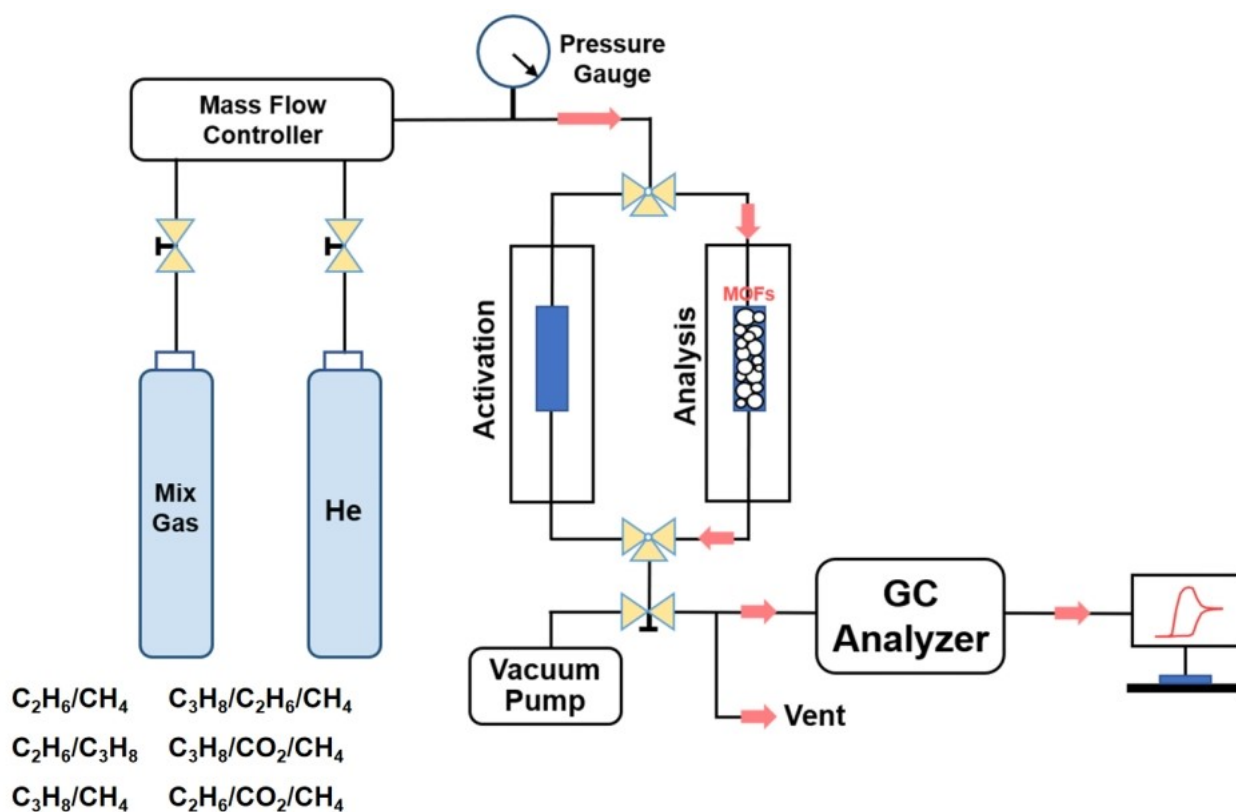 Pressure
Gauge
Mass Flow
Controller
MOFs
Activation
Analysis
Mix
Gas
He
GC
Analyzer
Vacuum
Pump
Vent
C₂H₆/CH₄ C₃H₈/C₂H₆/CH₄
C₂H₆/C₃H₈ C₃H₈/CO₂/CH₄
C₃H₈/CH₄ C₂H₆/CO₂/CH₄